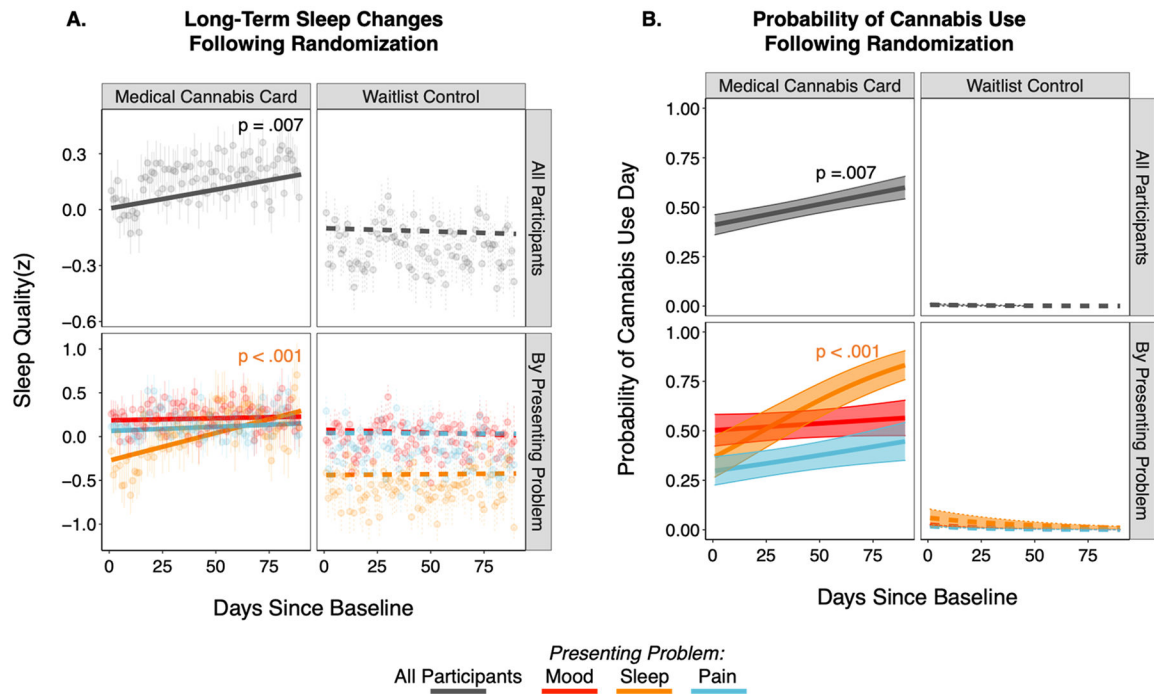 A. Long-Term Sleep Changes
Following Randomization
Medical Cannabis Card
Waitlist Control
p = .007
0.3
0.0
−0.3
−0.6
All Participants
p < .001
1.0
0.5
0.0
−0.5
−1.0
By Presenting Problem
Sleep Quality(z)
0 25 50 75
0 25 50 75
Days Since Baseline
B. Probability of Cannabis Use
Following Randomization
Medical Cannabis Card
Waitlist Control
p =.007
1.00
0.75
0.50
0.25
0.00
All Participants
p < .001
1.00
0.75
0.50
0.25
0.00
By Presenting Problem
Probability of Cannabis Use Day
0 25 50 75
0 25 50 75
Days Since Baseline
Presenting Problem:
All Participants Mood Sleep Pain